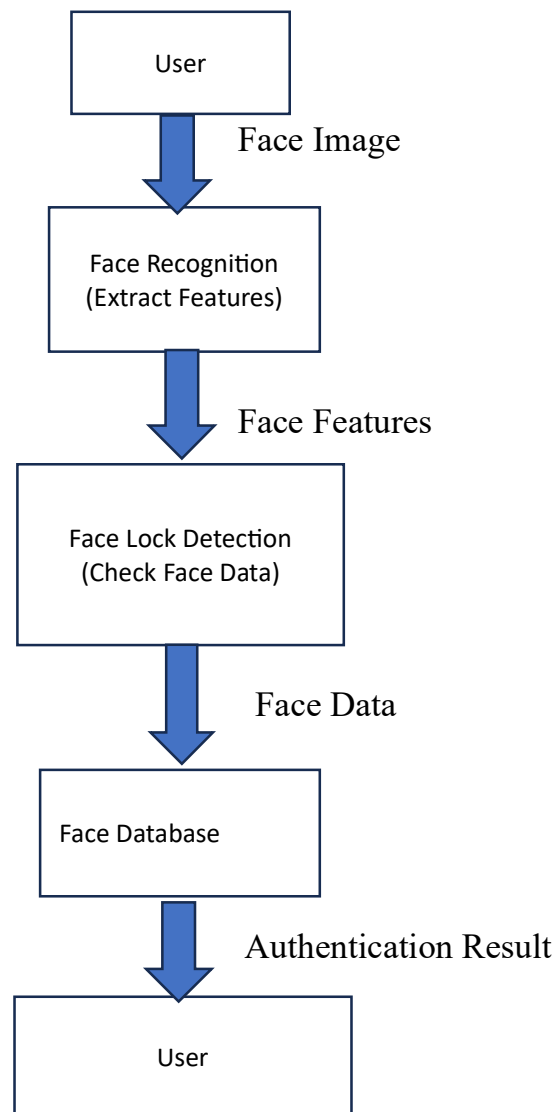 User
Face Image
Face Recognition
(Extract Features)
Face Features
Face Lock Detection
(Check Face Data)
Face Data
Face Database
Authentication Result
User